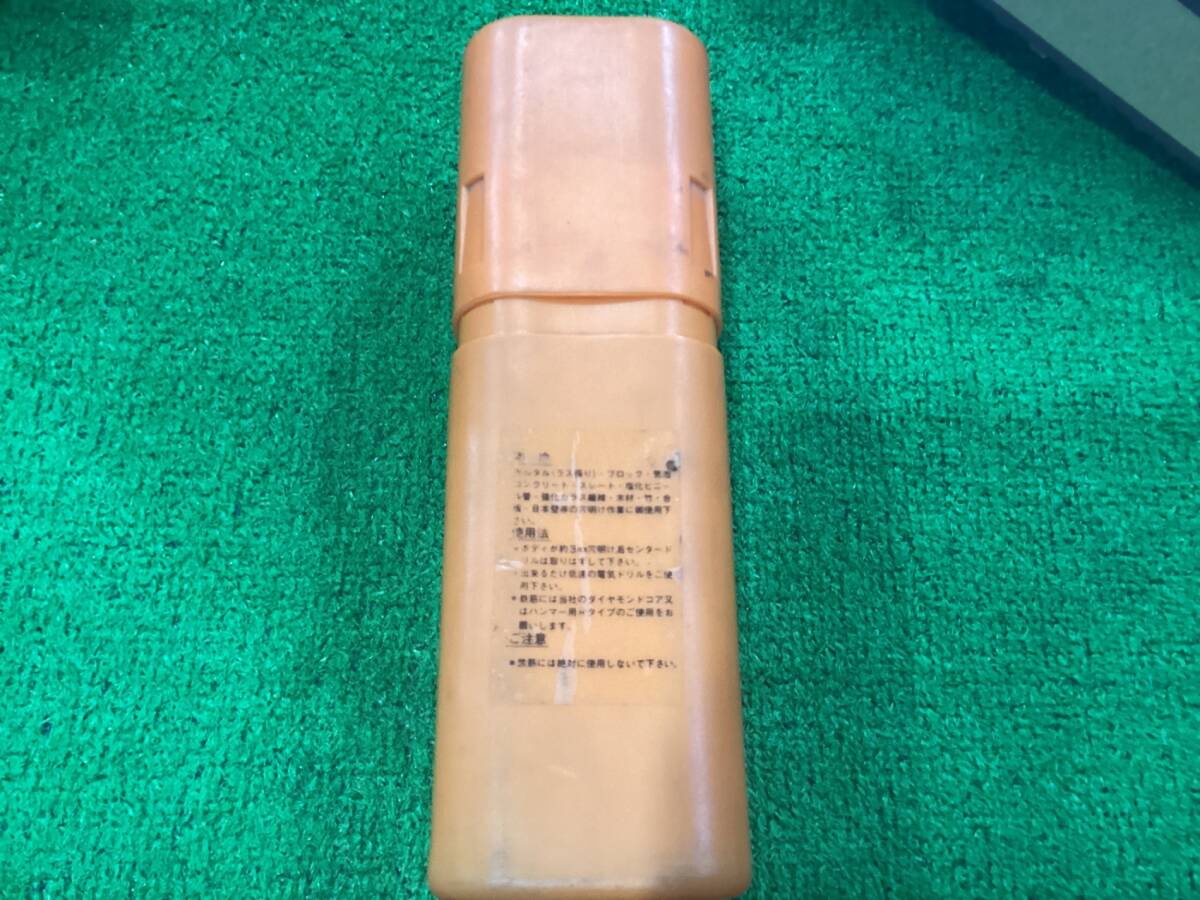 用途
モルタル(ラス張り)・ブロック・
コンクリート・スレート・塩化ビニー
ル管・強化ガラス繊維・木材・竹・合
板・日本壁等の穴明け作業に御使用下
さい。
使用法
ボディが約3mm穴明け后センタード
リルは取りはずして下さい。
出来るだけ低速の電気ドリルをご使
用下さい。
*鉄筋には当社のダイヤモンドコア又
はハンマー用 タイプのご使用をお
願いします。
ご注意
*鉄筋には絶対に使用しないで下さい。